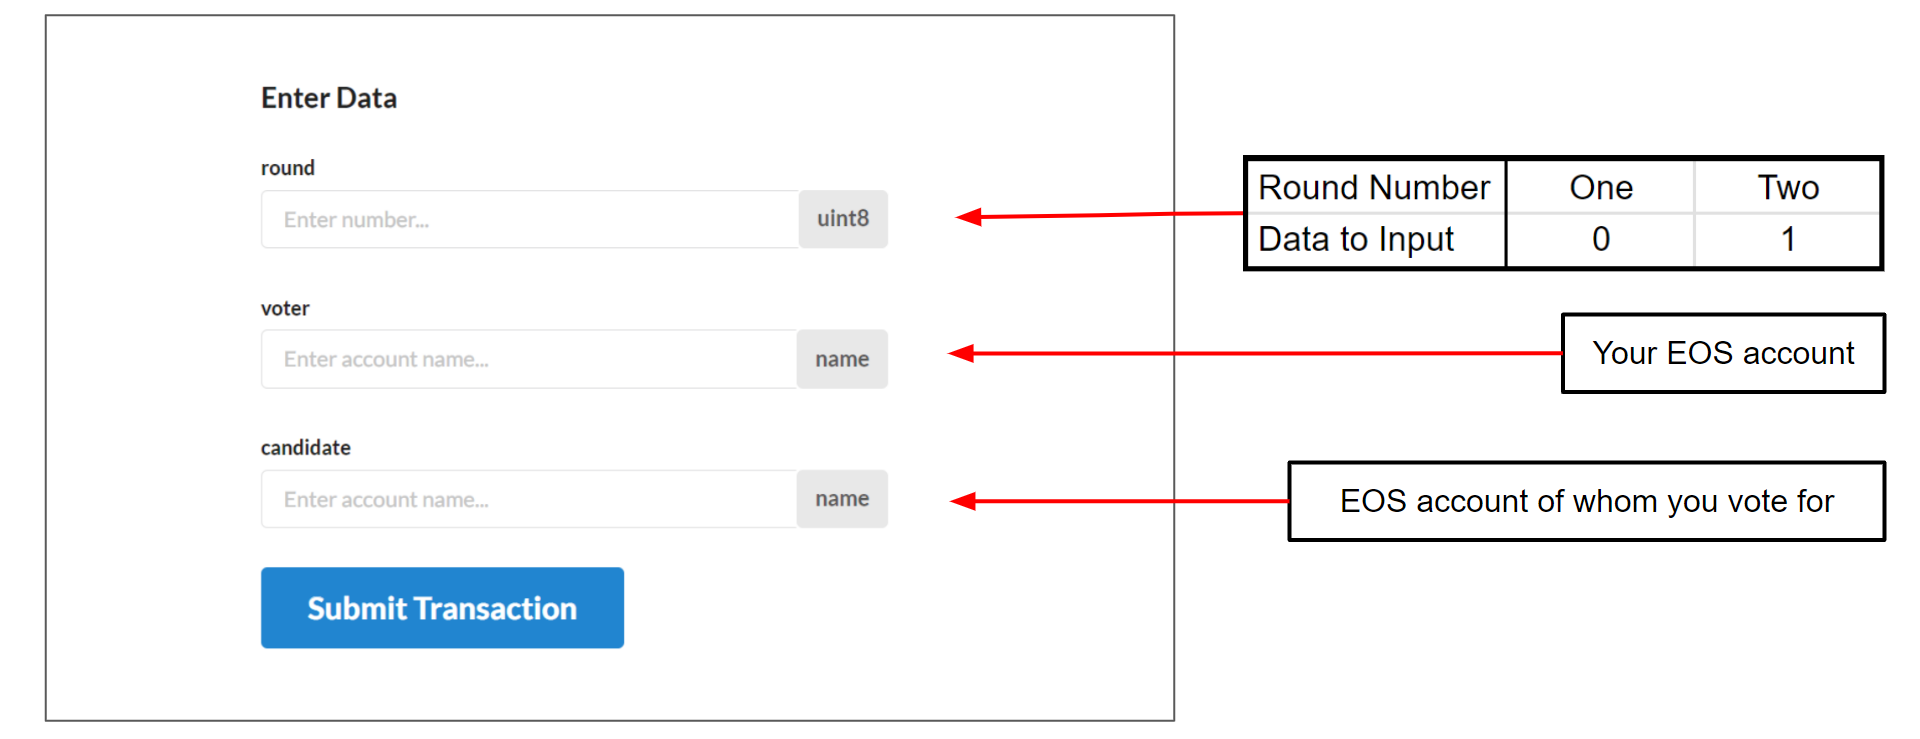 Enter Data
round
Enter number...
uint8
Round Number One Two
Data to Input 0 1
voter
Enter account name...
name
Your EOS account
candidate
Enter account name...
name
EOS account of whom you vote for
Submit Transaction